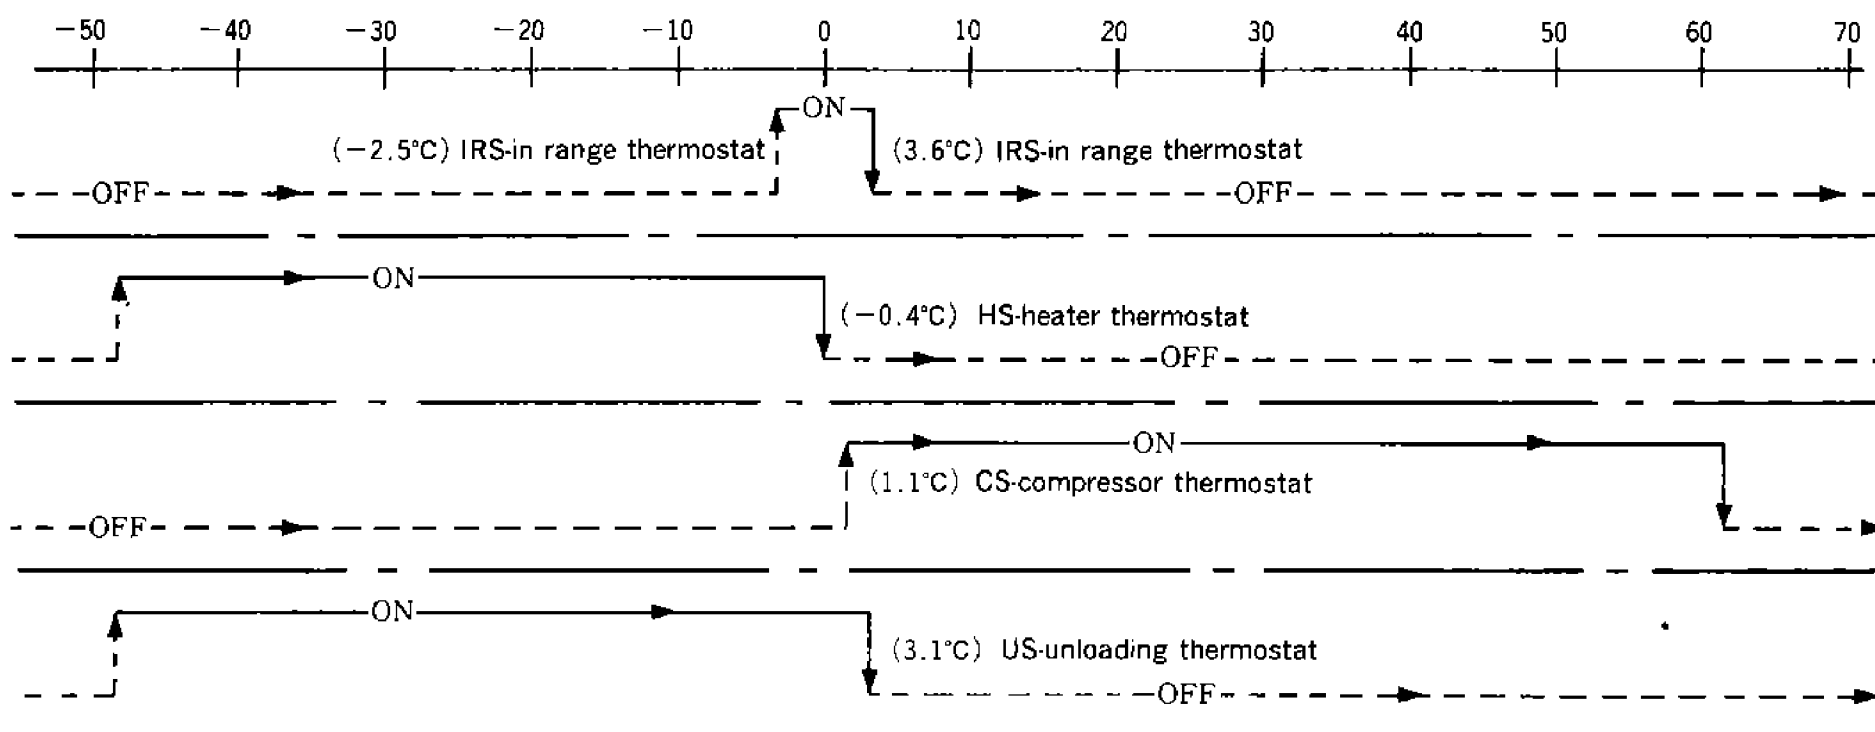 −50 −40 −30 −20 −10 0 10 20 30 40 50 60 70
ON
(−2.5°C) IRS-in range thermostat (3.6°C) IRS-in range thermostat
OFF OFF
ON
(−0.4°C) HS-heater thermostat
OFF
ON
(1.1°C) CS-compressor thermostat
OFF
ON
(3.1°C) US-unloading thermostat
OFF